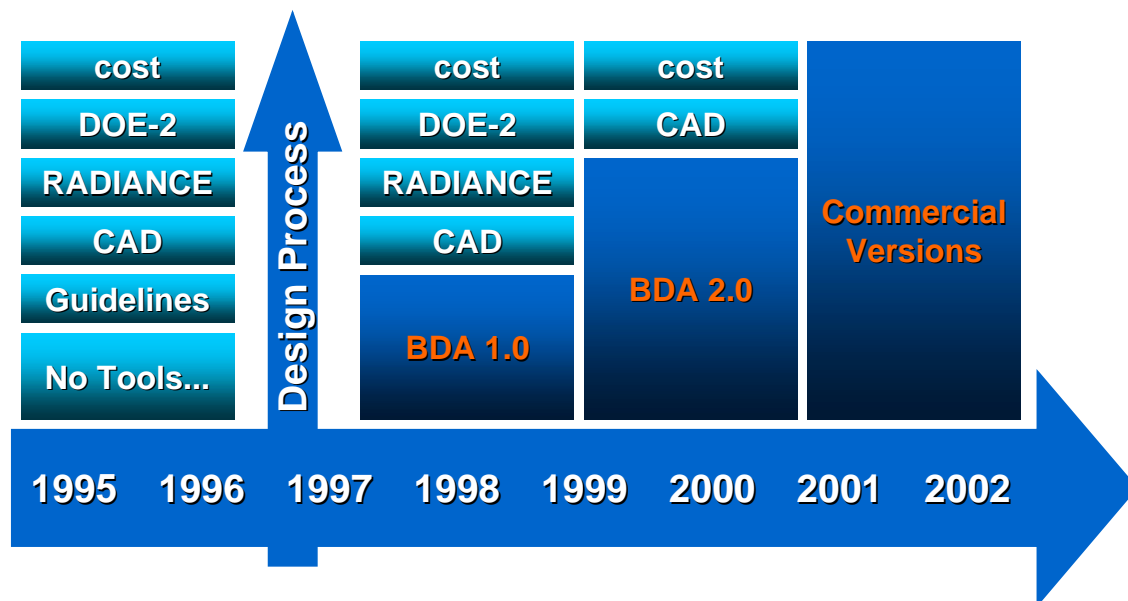 cost
DOE-2
RADIANCE
CAD
Guidelines
No Tools...
Design Process
cost
DOE-2
RADIANCE
CAD
BDA 1.0
cost
CAD
BDA 2.0
Commercial
Versions
1995 1996 1997 1998 1999 2000 2001 2002